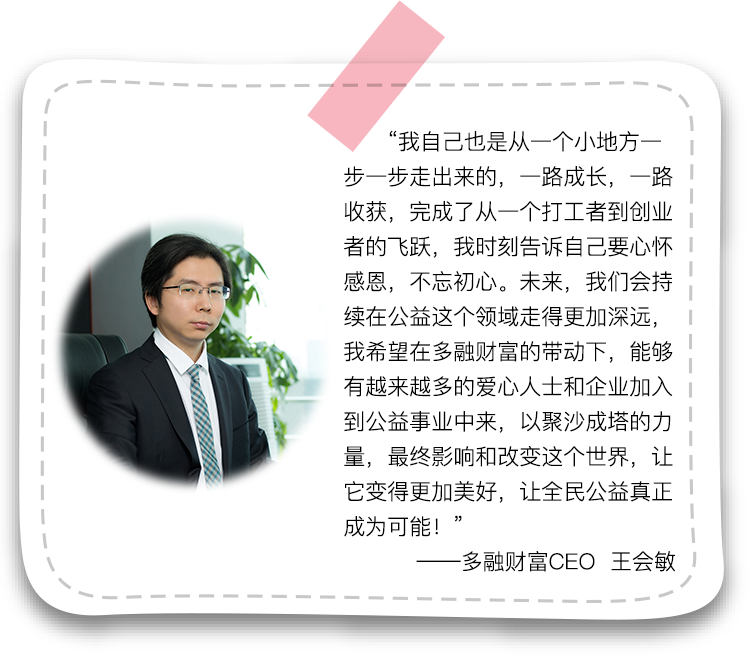 “我自己也是从一个小地方一
步一步走出来的，一路成长，一路
收获，完成了从一个打工者到创业
者的飞跃，我时刻告诉自己要心怀
感恩，不忘初心。未来，我们会持
续在公益这个领域走得更加深远，
我希望在多融财富的带动下，能够
有越来越多的爱心人士和企业加入
到公益事业中来，以聚沙成塔的力
量，最终影响和改变这个世界，让
它变得更加美好，让全民公益真正
成为可能！”
——多融财富CEO 王会敏